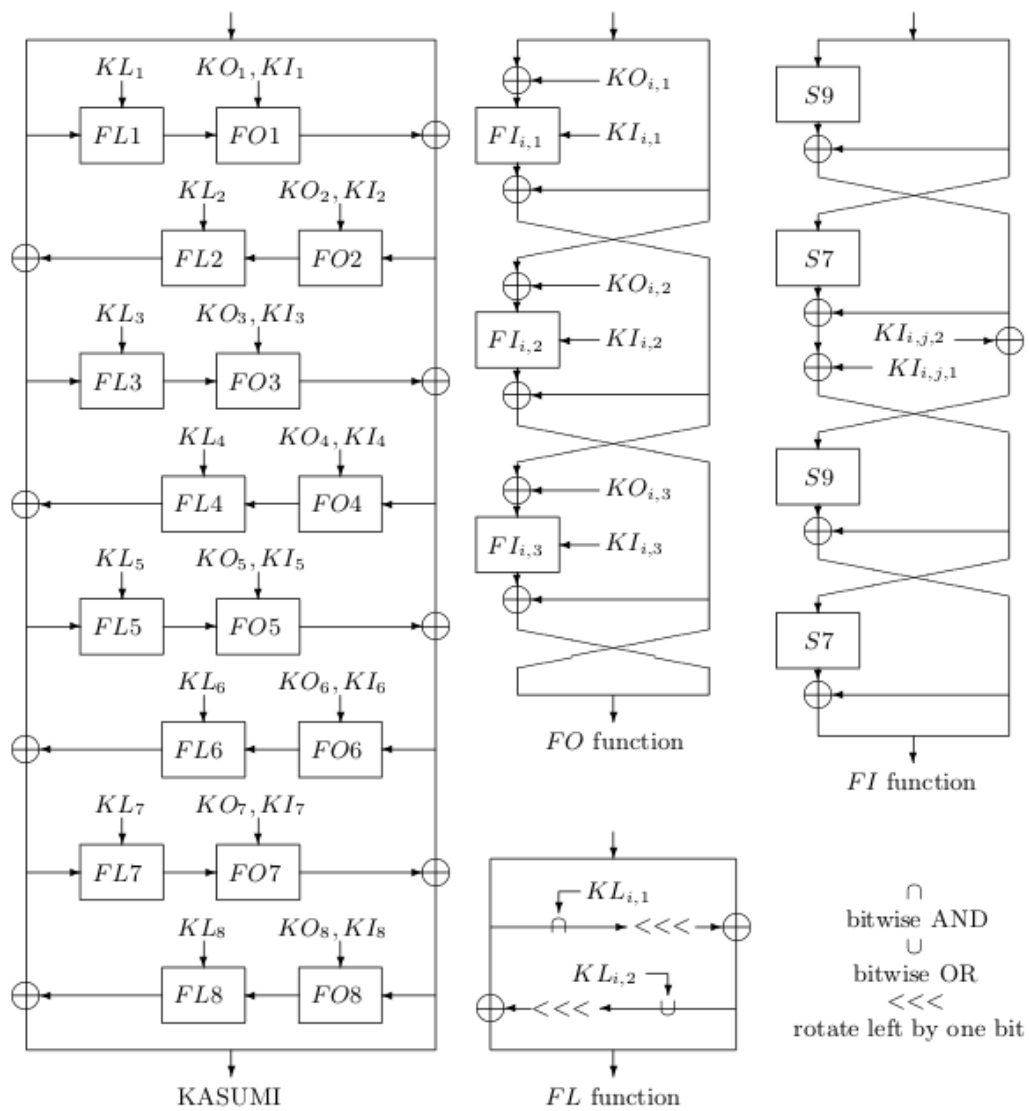 KL₁ KO₁, KI₁
FL1 FO1
KL₂ KO₂, KI₂
FL2 FO2
KL₃ KO₃, KI₃
FL3 FO3
KL₄ KO₄, KI₄
FL4 FO4
KL₅ KO₅, KI₅
FL5 FO5
KL₆ KO₆, KI₆
FL6 FO6
KL₇ KO₇, KI₇
FL7 FO7
KL₈ KO₈, KI₈
FL8 FO8
KASUMI
KOᵢ,₁
FIᵢ,₁ KIᵢ,₁
KOᵢ,₂
FIᵢ,₂ KIᵢ,₂
KOᵢ,₃
FIᵢ,₃ KIᵢ,₃
FO function
S9
S7
KIᵢ,ⱼ,₂
KIᵢ,ⱼ,₁
S9
S7
FI function
KLᵢ,₁
∩ <<<
KLᵢ,₂
<<< ∪
FL function
∩
bitwise AND
∪
bitwise OR
<<<
rotate left by one bit